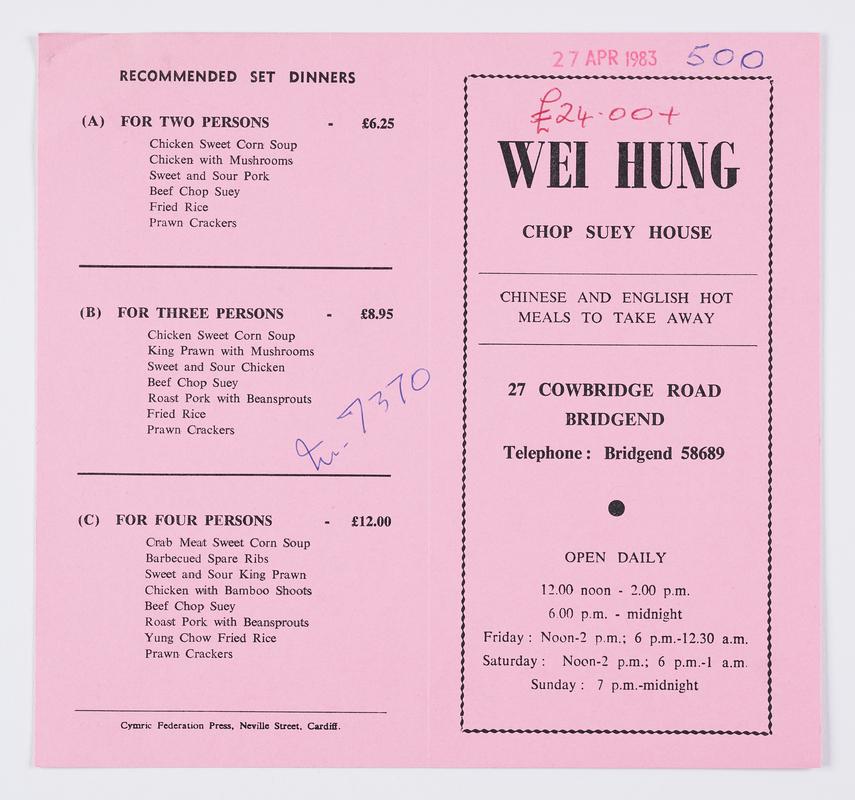 RECOMMENDED SET DINNERS
(A) FOR TWO PERSONS - £6.25
Chicken Sweet Corn Soup
Chicken with Mushrooms
Sweet and Sour Pork
Beef Chop Suey
Fried Rice
Prawn Crackers
(B) FOR THREE PERSONS - £8.95
Chicken Sweet Corn Soup
King Prawn with Mushrooms
Sweet and Sour Chicken
Beef Chop Suey
Roast Pork with Beansprouts
Fried Rice
Prawn Crackers
7370
(C) FOR FOUR PERSONS - £12.00
Crab Meat Sweet Corn Soup
Barbecued Spare Ribs
Sweet and Sour King Prawn
Chicken with Bamboo Shoots
Beef Chop Suey
Roast Pork with Beansprouts
Yung Chow Fried Rice
Prawn Crackers
Cymric Federation Press, Neville Street, Cardiff.
27 APR 1983 500
£24.00+
WEI HUNG
CHOP SUEY HOUSE
CHINESE AND ENGLISH HOT
MEALS TO TAKE AWAY
27 COWBRIDGE ROAD
BRIDGEND
Telephone: Bridgend 58689
OPEN DAILY
12.00 noon - 2.00 p.m.
6.00 p.m. - midnight
Friday: Noon-2 p.m.; 6 p.m.-12.30 a.m.
Saturday: Noon-2 p.m.; 6 p.m.-1 a.m.
Sunday: 7 p.m.-midnight